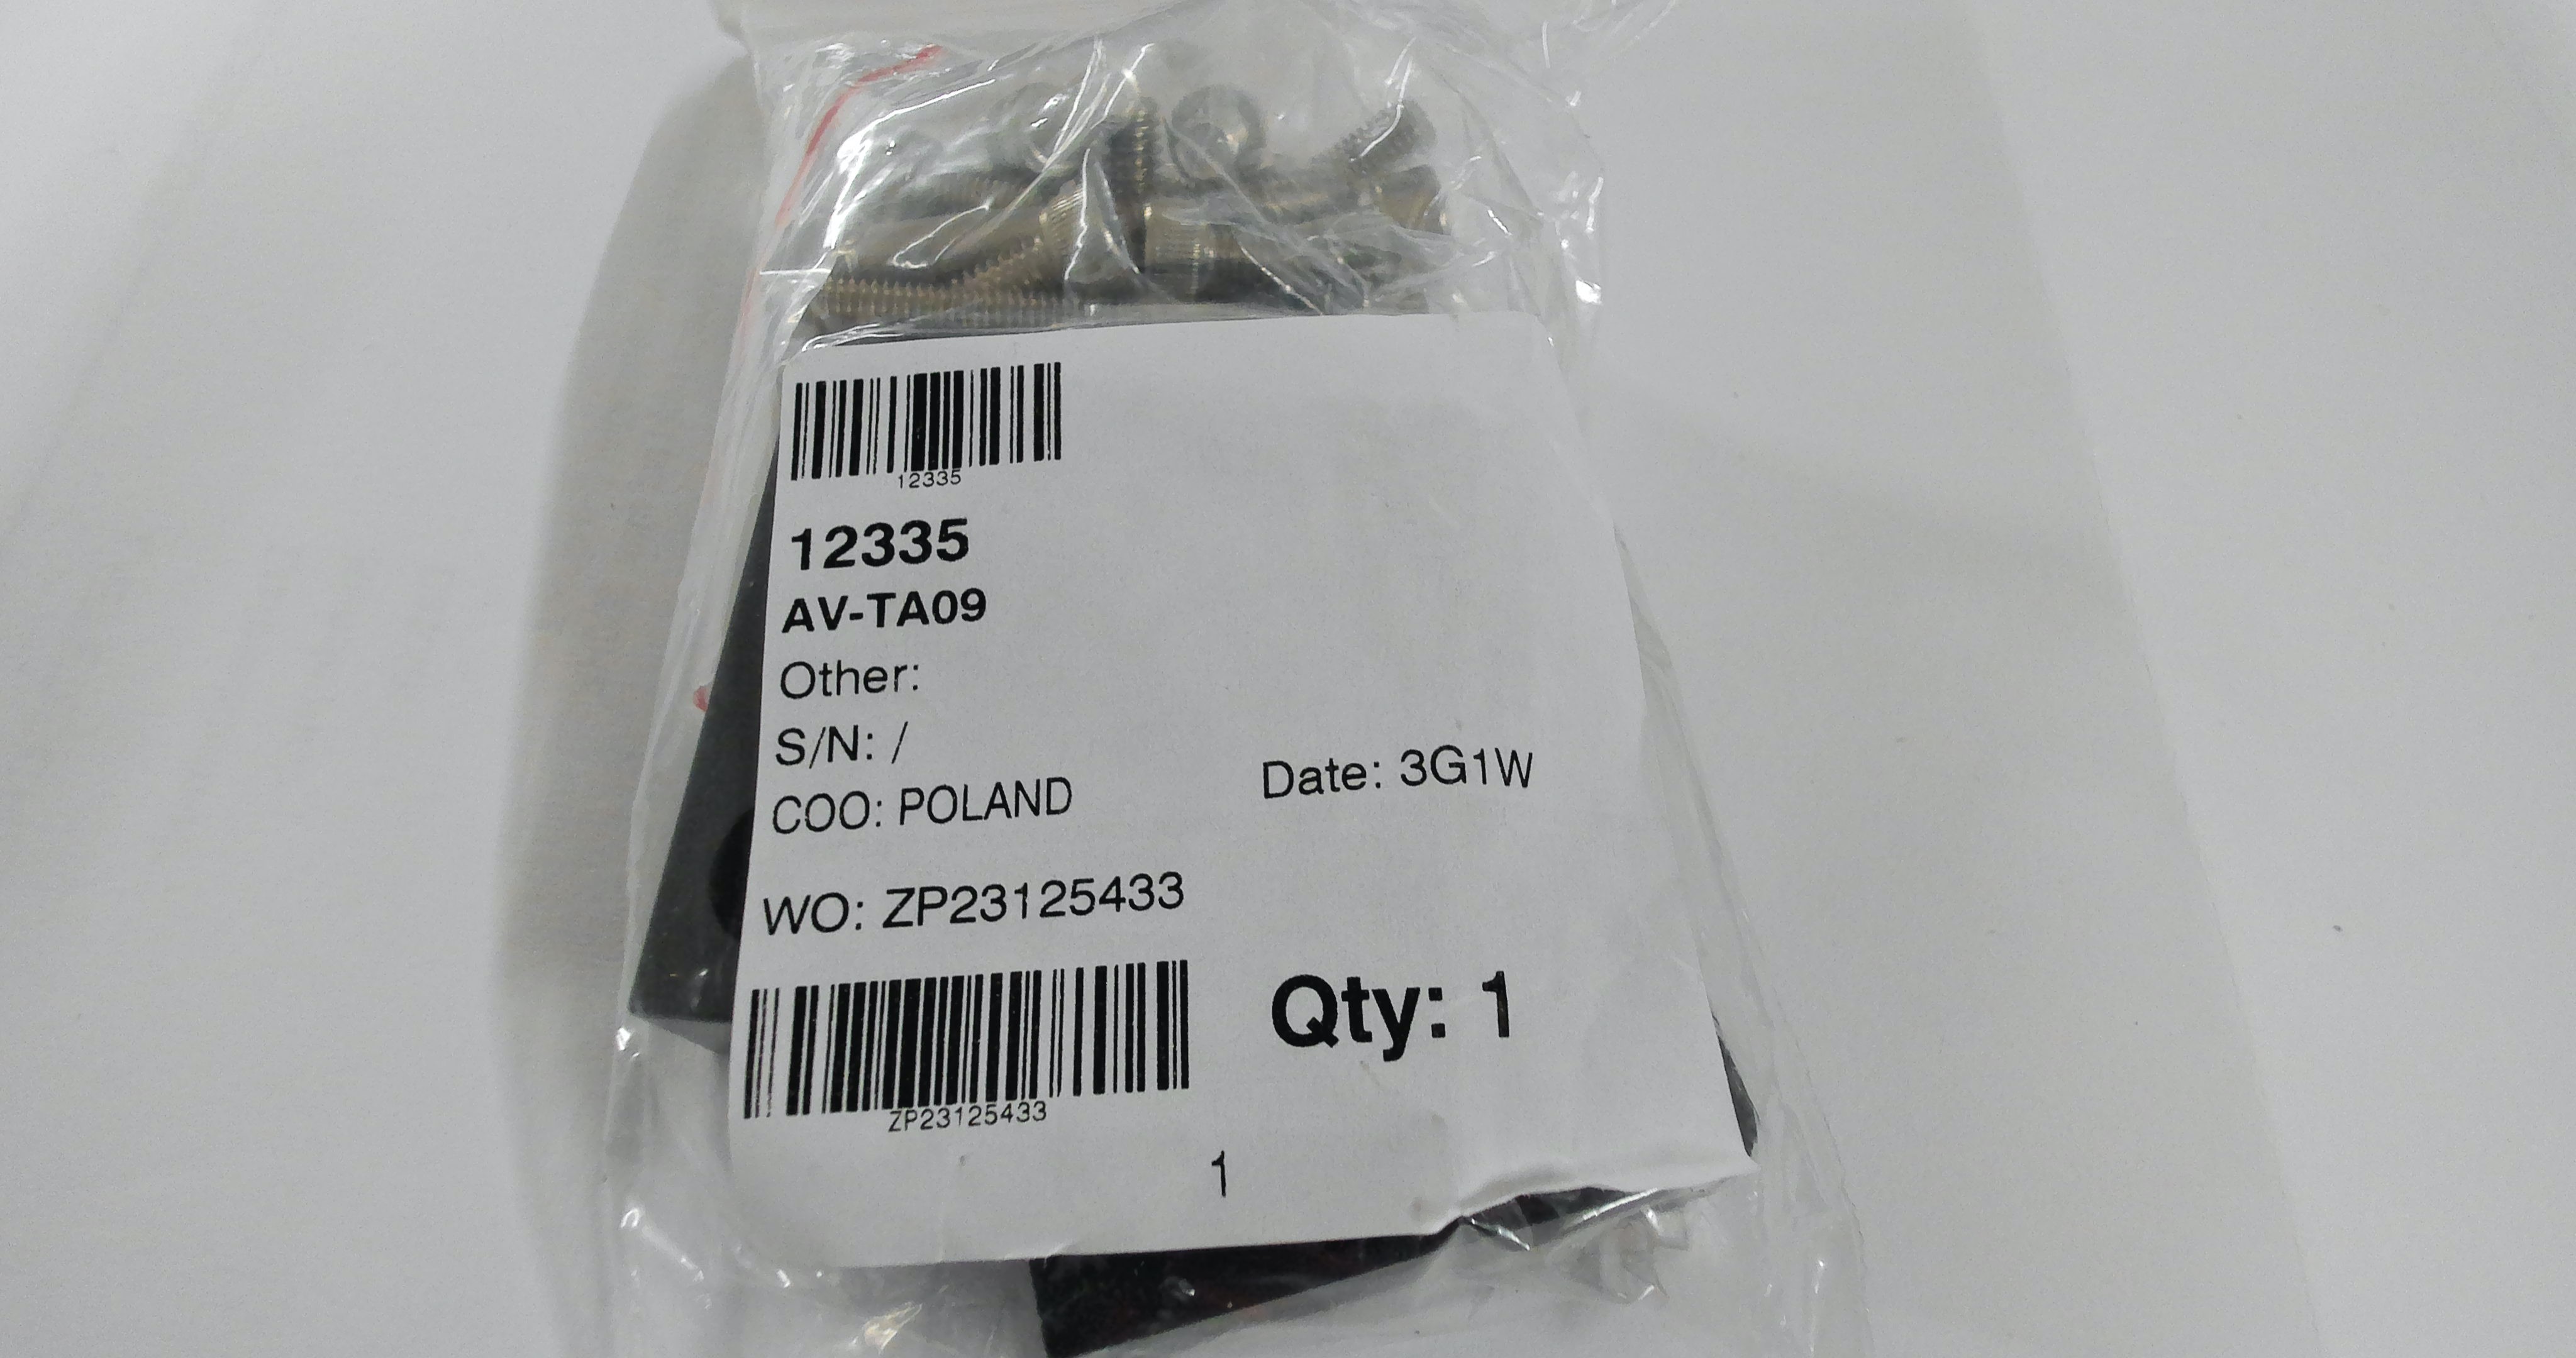 12335
12335
AV-TA09
Other:
S/N: /
COO: POLAND
Date: 3G1W
WO: ZP23125433
Qty: 1
ZP23125433
1